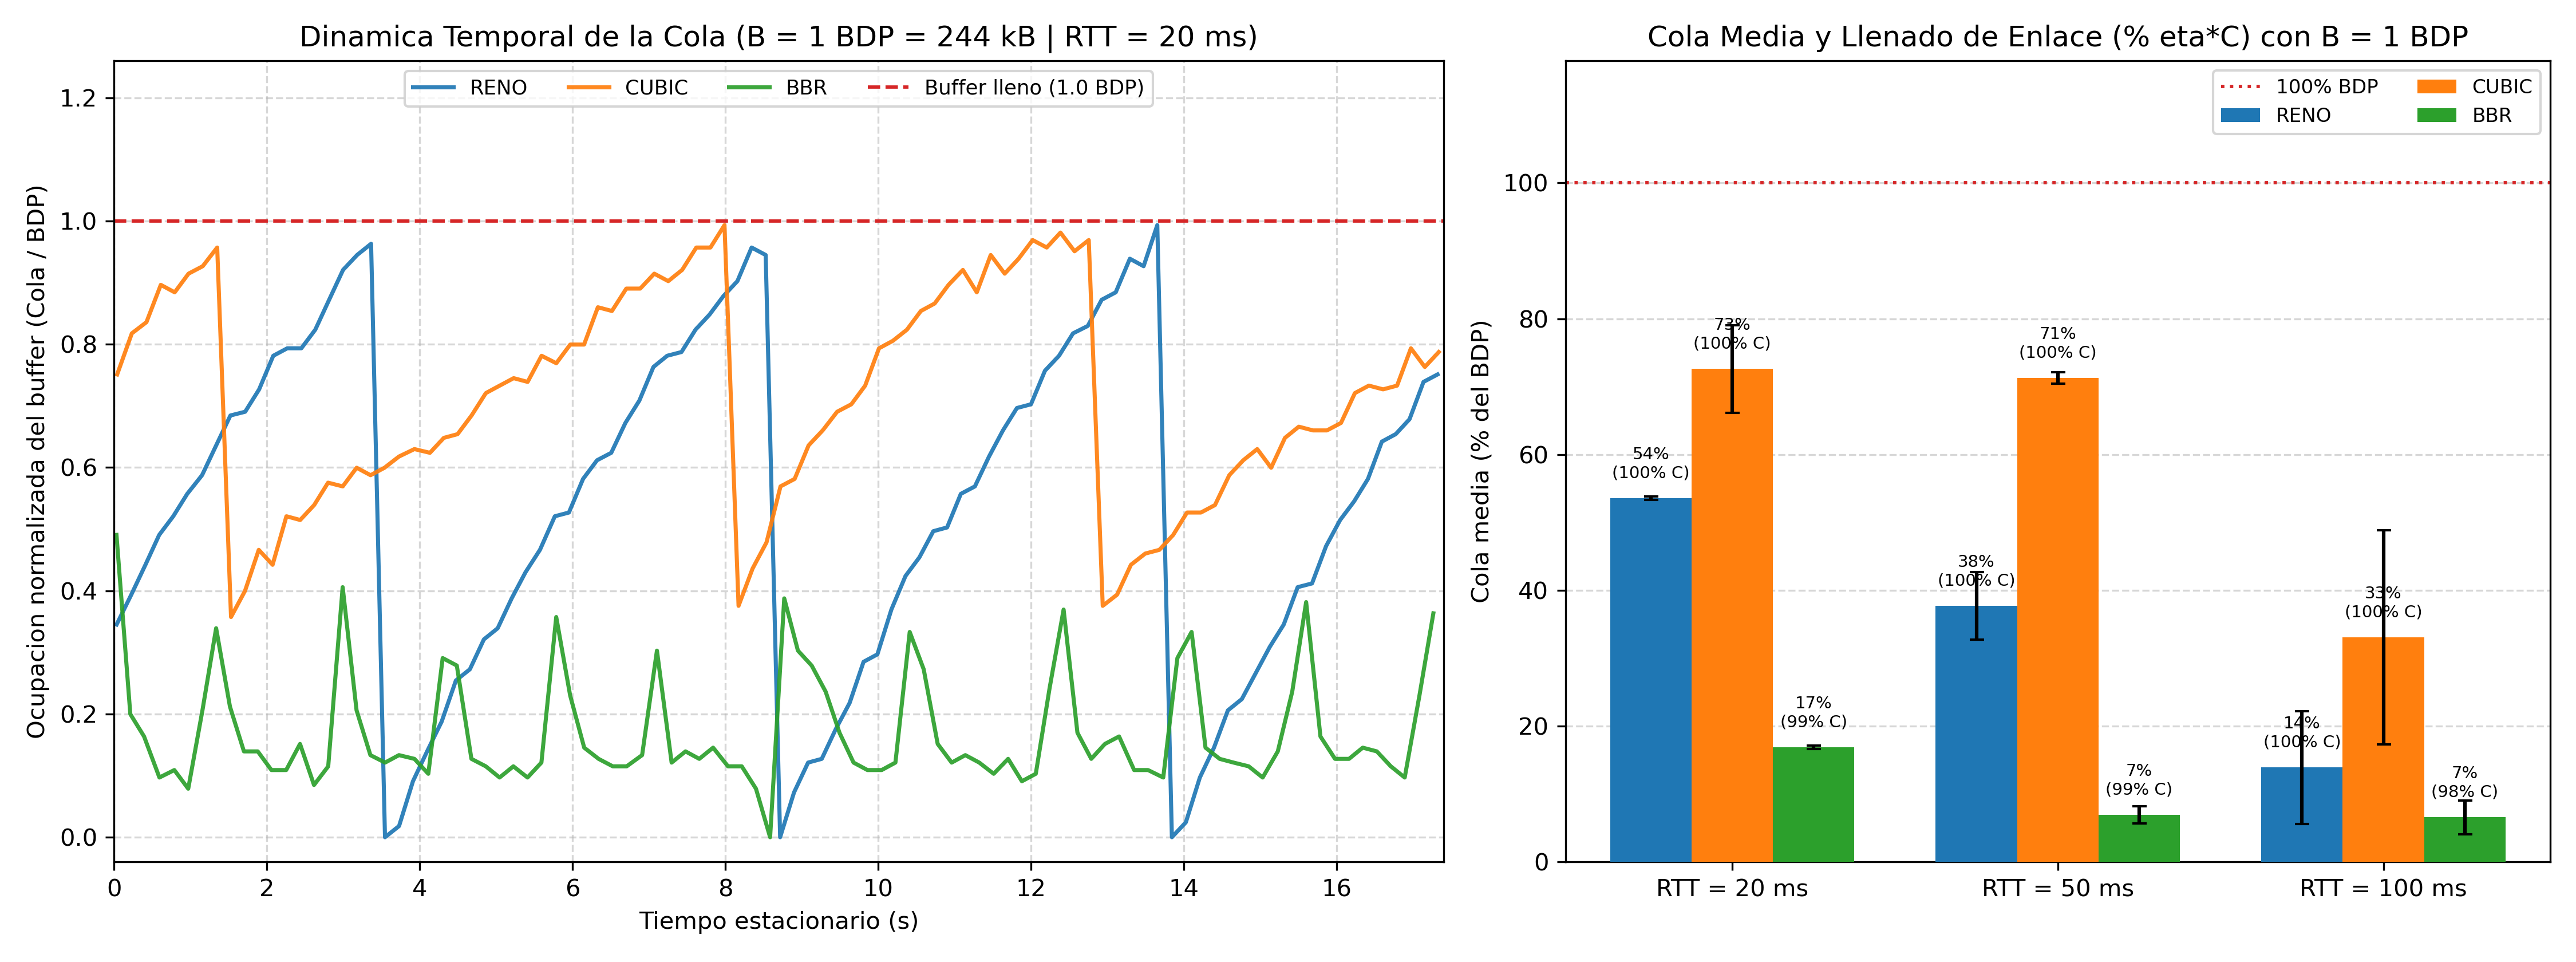 Dinamica Temporal de la Cola (B = 1 BDP = 244 kB | RTT = 20 ms)
RENO
CUBIC
BBR
Buffer lleno (1.0 BDP)
Ocupacion normalizada del buffer (Cola / BDP)
1.2
1.0
0.8
0.6
0.4
0.2
0.0
0
2
4
6
8
10
12
14
16
Tiempo estacionario (s)
Cola Media y Llenado de Enlace (% eta*C) con B = 1 BDP
100% BDP
RENO
CUBIC
BBR
Cola media (% del BDP)
100
80
60
40
20
0
54%
(100% C)
73%
(100% C)
17%
(99% C)
38%
(100% C)
71%
(100% C)
7%
(99% C)
14%
(100% C)
33%
(100% C)
7%
(98% C)
RTT = 20 ms
RTT = 50 ms
RTT = 100 ms